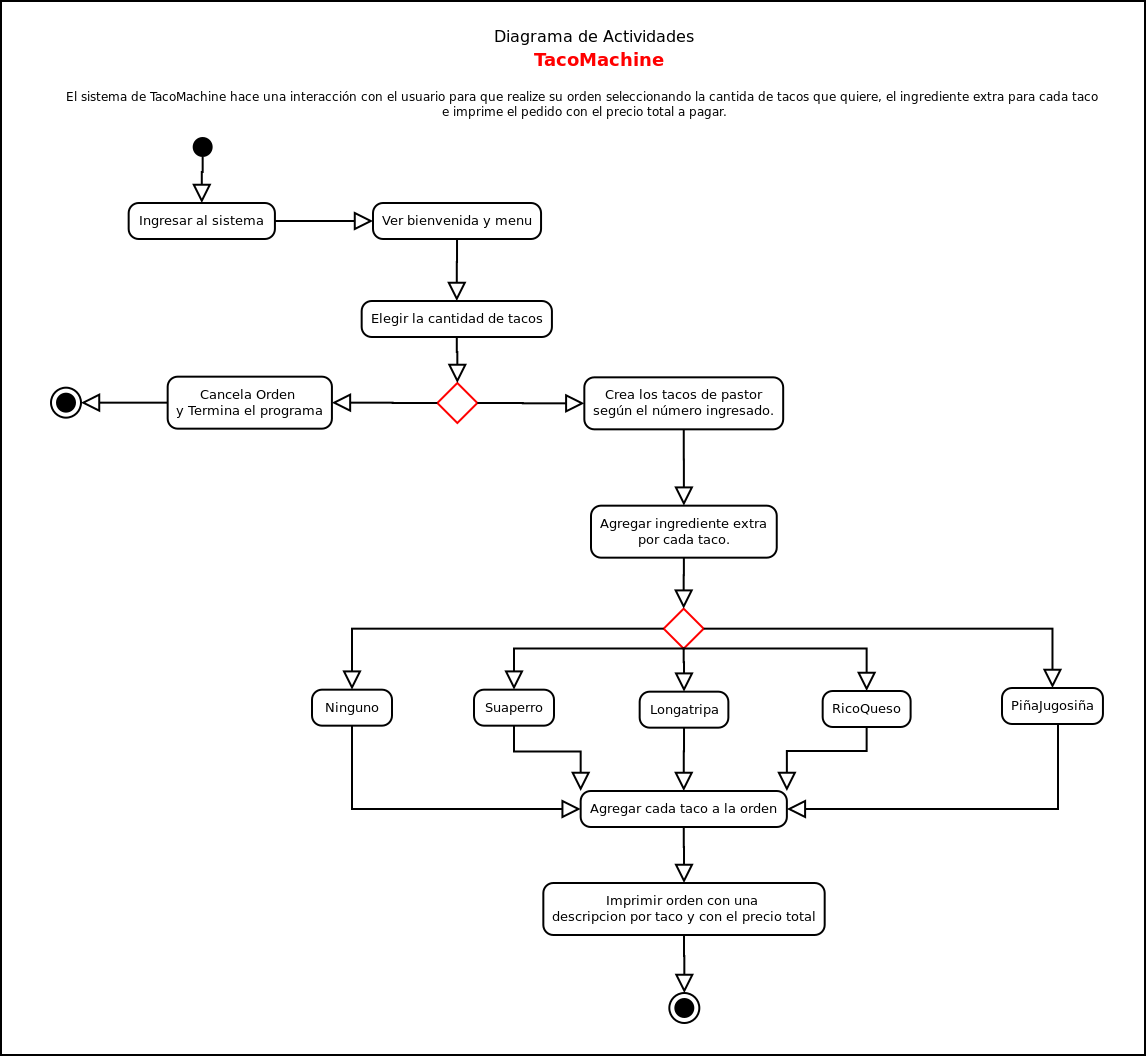 Diagrama de Actividades
TacoMachine
El sistema de TacoMachine hace una interacción con el usuario para que realize su orden seleccionando la cantida de tacos que quiere, el ingrediente extra para cada taco
e imprime el pedido con el precio total a pagar.
Ingresar al sistema
Ver bienvenida y menu
Elegir la cantidad de tacos
Cancela Orden
y Termina el programa
Crea los tacos de pastor
según el número ingresado.
Agregar ingrediente extra
por cada taco.
Ninguno
Suaperro
Longatripa
RicoQueso
PiñaJugosiña
Agregar cada taco a la orden
Imprimir orden con una
descripcion por taco y con el precio total